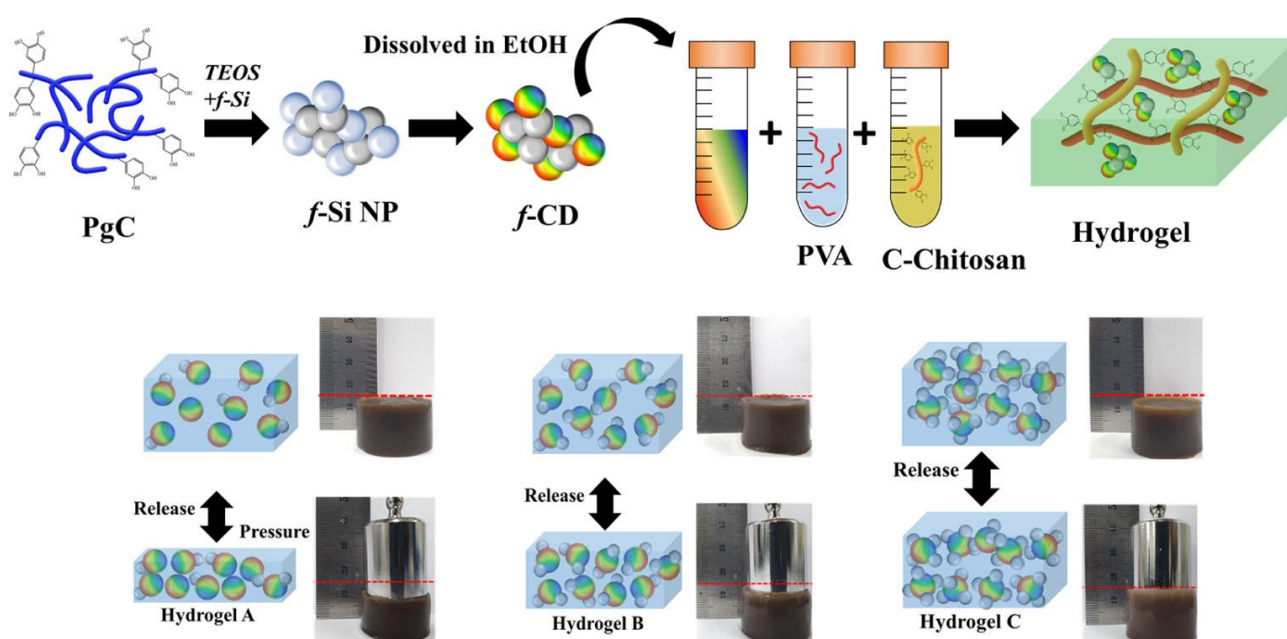 Dissolved in EtOH
TEOS
+f-Si
+
+
PgC
f-Si NP
f-CD
PVA
C-Chitosan
Hydrogel
Release
Pressure
Hydrogel A
Release
Hydrogel B
Release
Hydrogel C